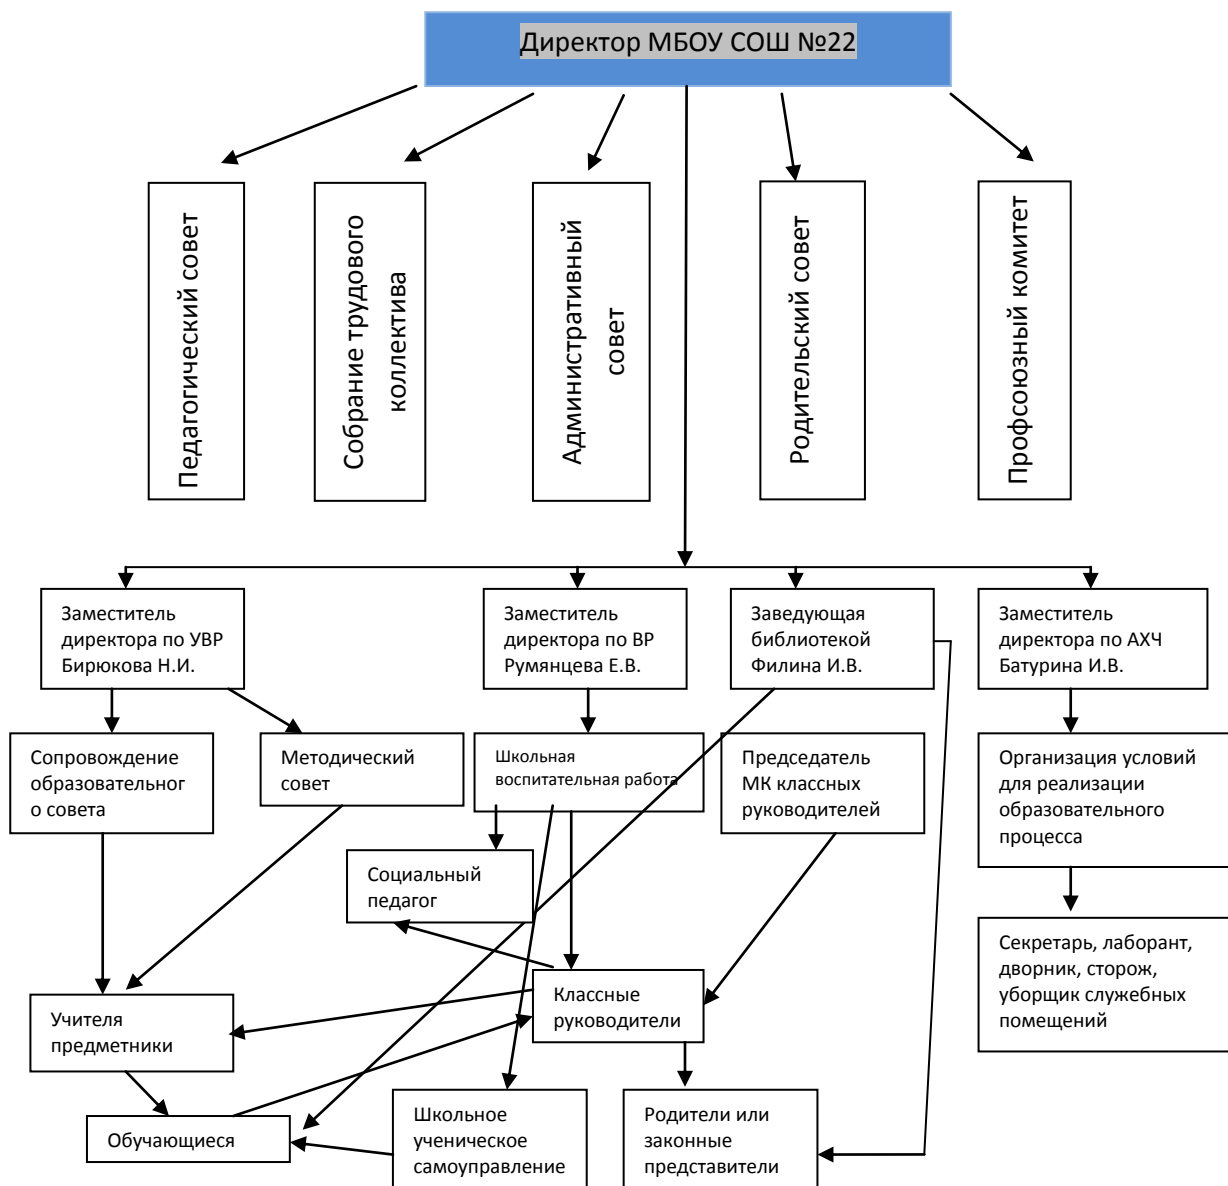 Директор МБОУ СОШ №22
Педагогический совет
Собрание трудового
коллектива
Административный
совет
Родительский совет
Профсоюзный комитет
Заместитель
директора по УВР
Бирюкова Н.И.
Заместитель
директора по ВР
Румянцева Е.В.
Заведующая
библиотекой
Филина И.В.
Заместитель
директора по АХЧ
Батурина И.В.
Сопровождение
образовательног
о совета
Методический
совет
Школьная
воспитательная работа
Председатель
МК классных
руководителей
Организация условий
для реализации
образовательного
процесса
Социальный
педагог
Секретарь, лаборант,
дворник, сторож,
уборщик служебных
помещений
Учителя
предметники
Классные
руководители
Обучающиеся
Школьное
ученическое
самоуправление
Родители или
законные
представители